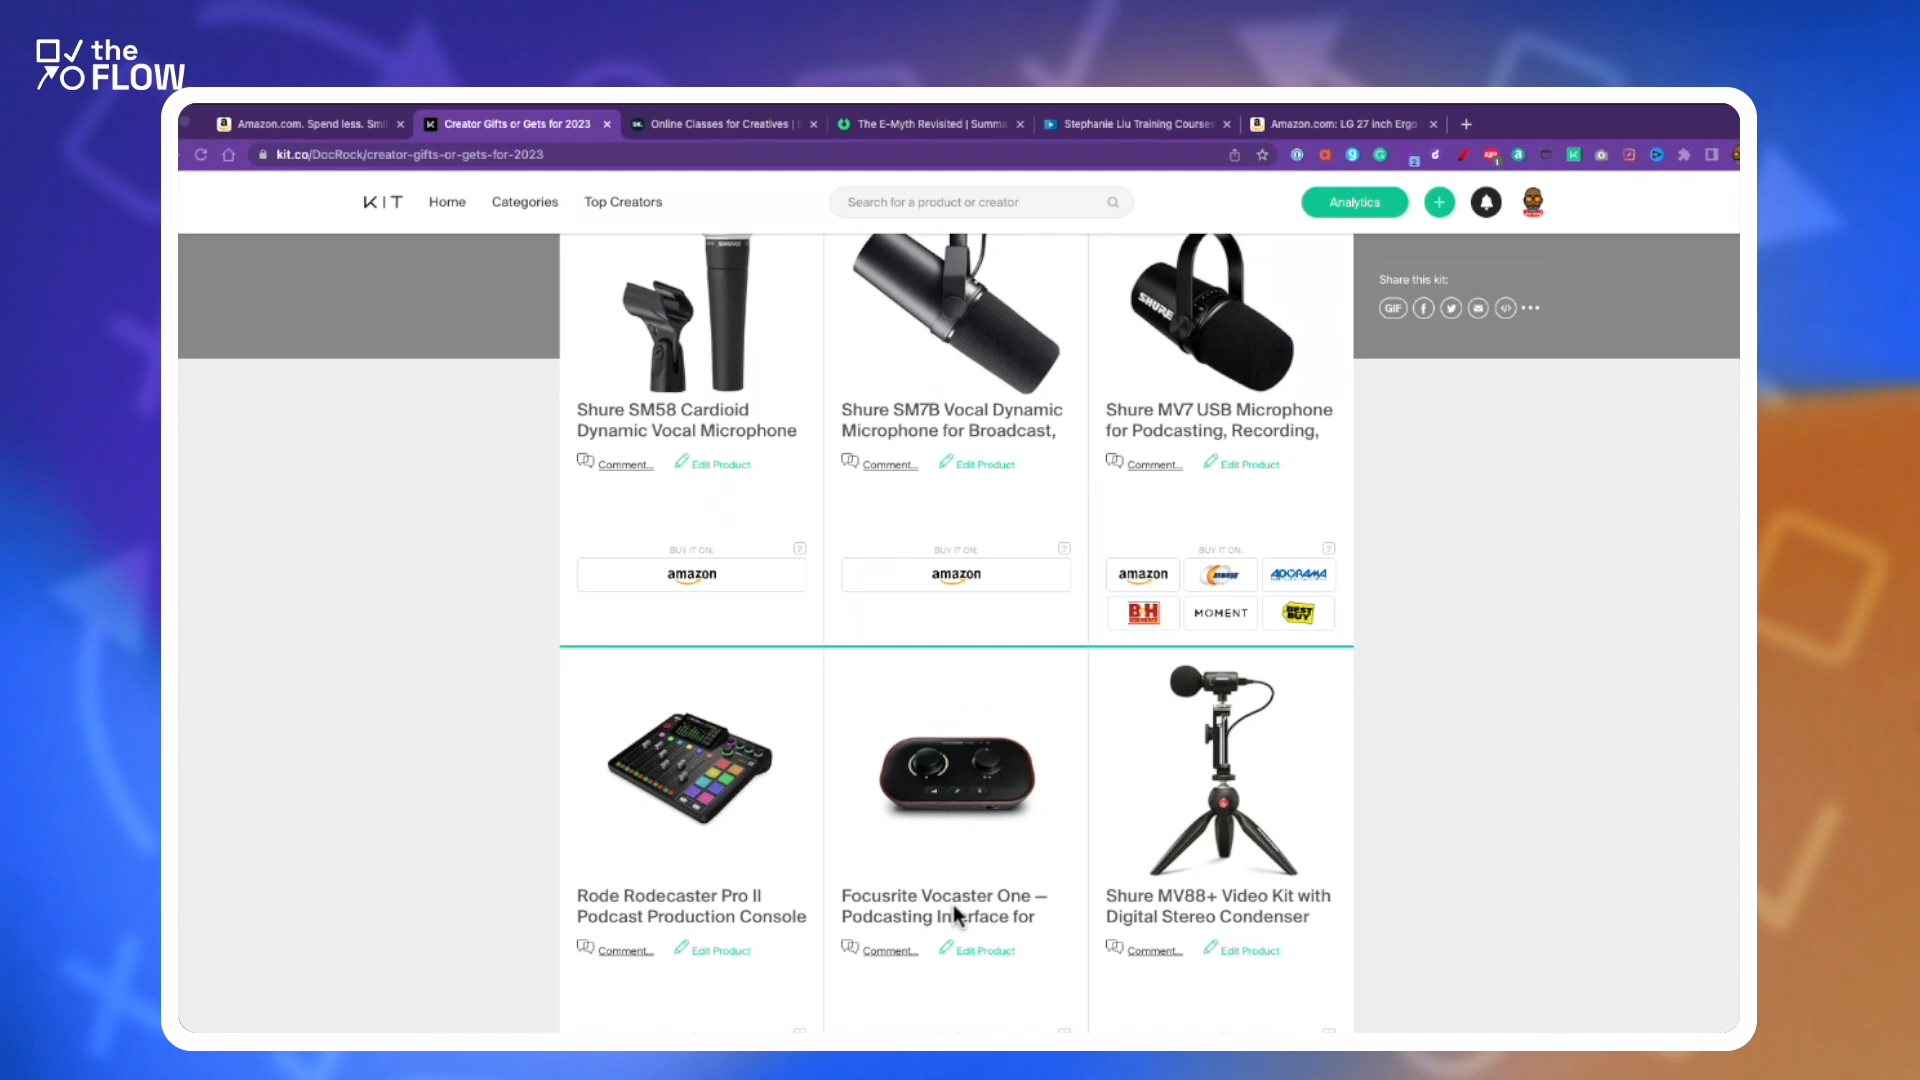 the
FLOW
Amazon.com. Spend less. Smi
Creator Gifts or Gets for 2023
Online Classes for Creatives |
The E-Myth Revisited | Summa
Stephanie Liu Training Courses
Amazon.com: LG 27 inch Ergo
kit.co/DocRock/creator-gifts-or-gets-for-2023
KIT
Home
Categories
Top Creators
Search for a product or creator
Analytics
Share this kit:
GIF
SHURE
Shure SM58 Cardioid
Dynamic Vocal Microphone
Comment...
Edit Product
Shure SM7B Vocal Dynamic
Microphone for Broadcast,
Comment...
Edit Product
Shure MV7 USB Microphone
for Podcasting, Recording,
Comment...
Edit Product
BUY IT ON:
amazon
BUY IT ON:
amazon
BUY IT ON:
amazon
ADORAMA
B&H
MOMENT
BEST BUY
Rode Rodecaster Pro II
Podcast Production Console
Comment...
Edit Product
Focusrite Vocaster One —
Podcasting Interface for
Comment...
Edit Product
Shure MV88+ Video Kit with
Digital Stereo Condenser
Comment...
Edit Product